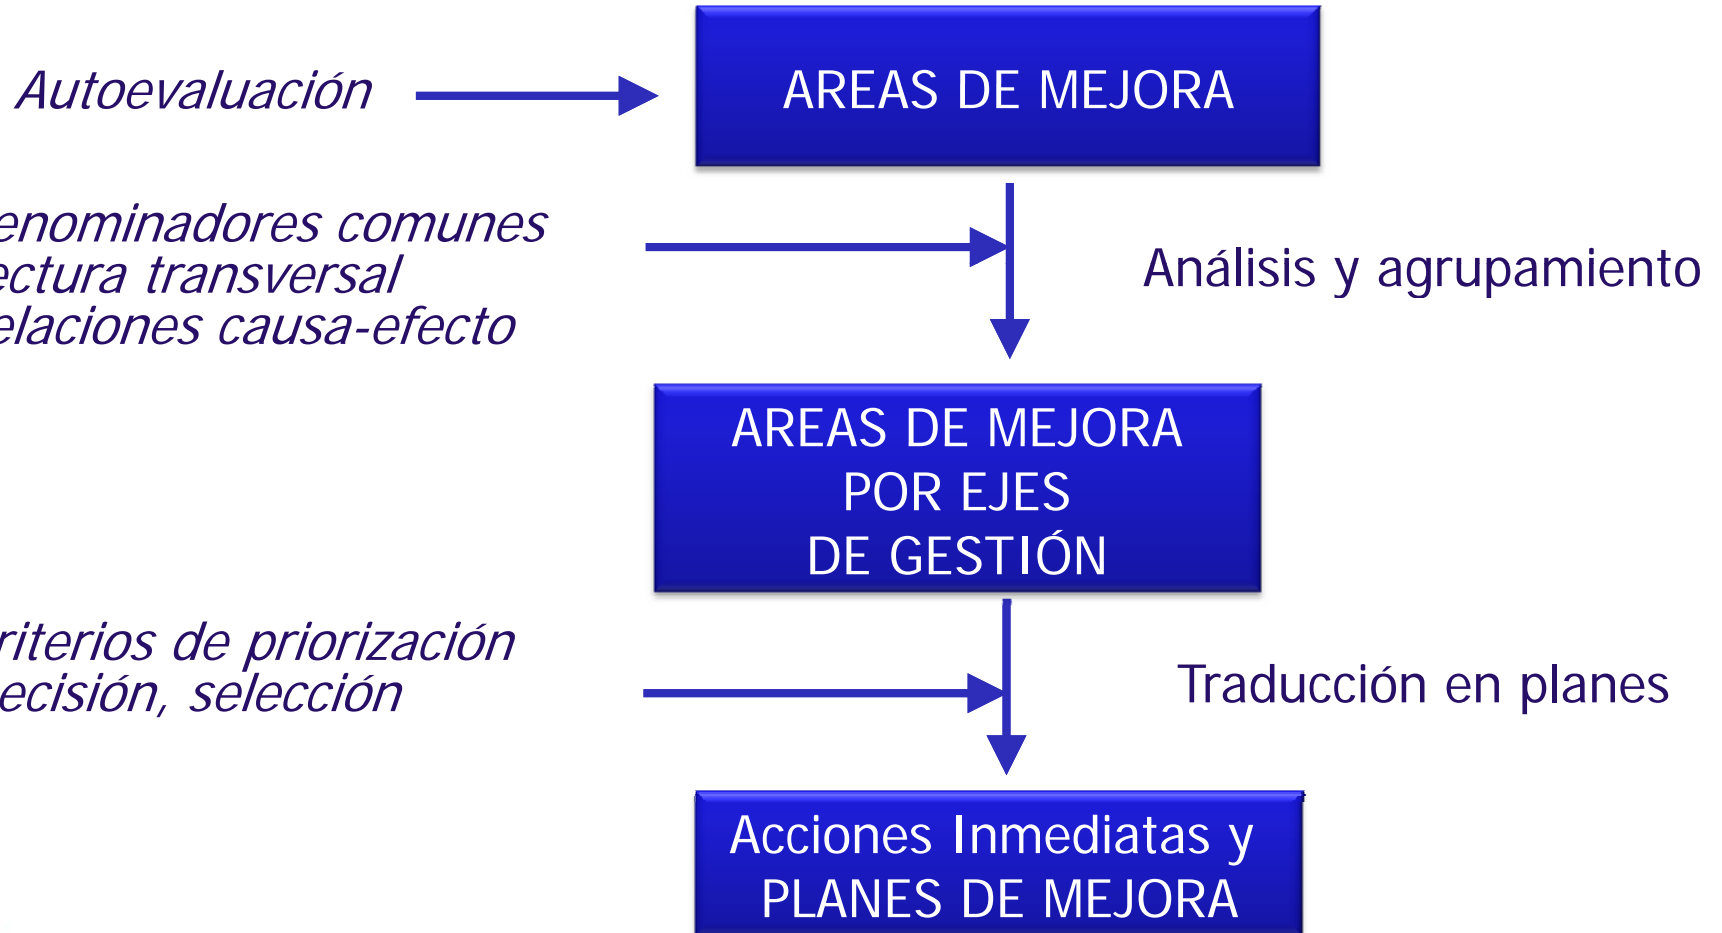 Autoevaluación
AREAS DE MEJORA
enominadores comunes
ectura transversal
elaciones causa-efecto
Análisis y agrupamiento
AREAS DE MEJORA
POR EJES
DE GESTIÓN
riterios de priorización
ecisión, selección
Traducción en planes
Acciones Inmediatas y
PLANES DE MEJORA